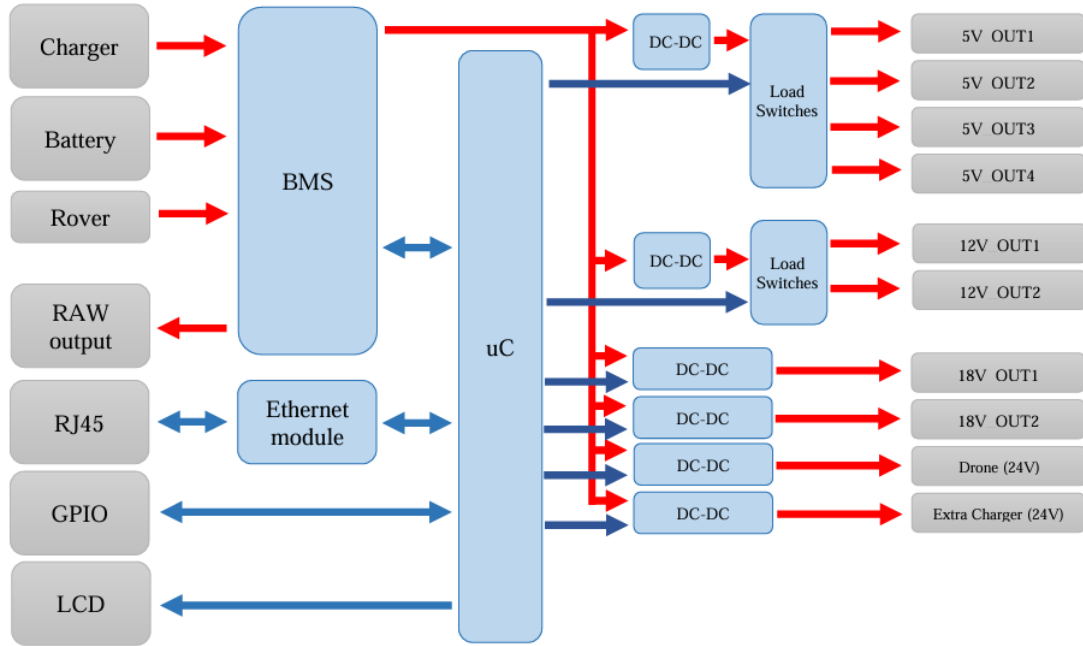 Charger
Battery
Rover
RAW
output
RJ45
GPIO
LCD
BMS
Ethernet
module
uC
DC-DC
Load
Switches
DC-DC
Load
Switches
DC-DC
DC-DC
DC-DC
DC-DC
5V OUT1
5V OUT2
5V OUT3
5V OUT4
12V OUT1
12V OUT2
18V OUT1
18V OUT2
Drone (24V)
Extra Charger (24V)